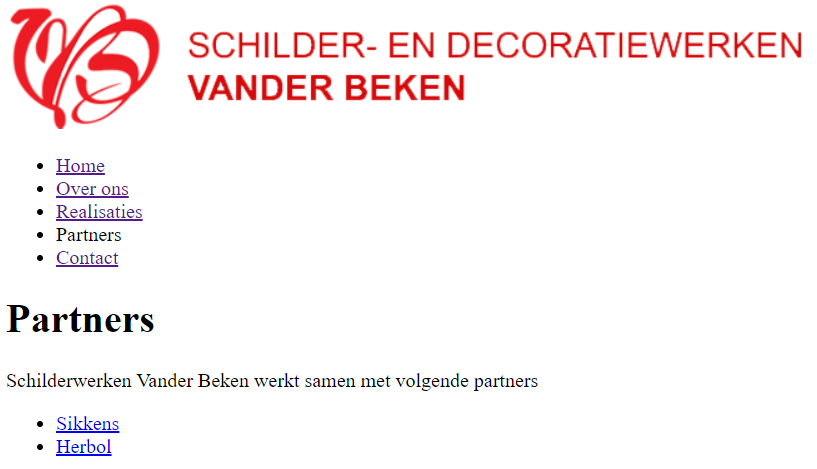 SCHILDER- EN DECORATIEWERKEN
VANDER BEKEN
Home
Over ons
Realisaties
Partners
Contact
Partners
Schilderwerken Vander Beken werkt samen met volgende partners
Sikkens
Herbol